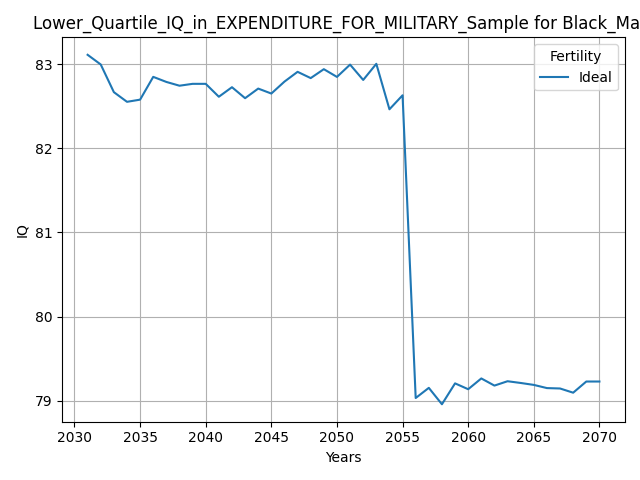 Lower_Quartile_IQ_in_EXPENDITURE_FOR_MILITARY_Sample for Black_Ma
Fertility
Ideal
83
82
81
80
79
IQ
2030 2035 2040 2045 2050 2055 2060 2065 2070
Years